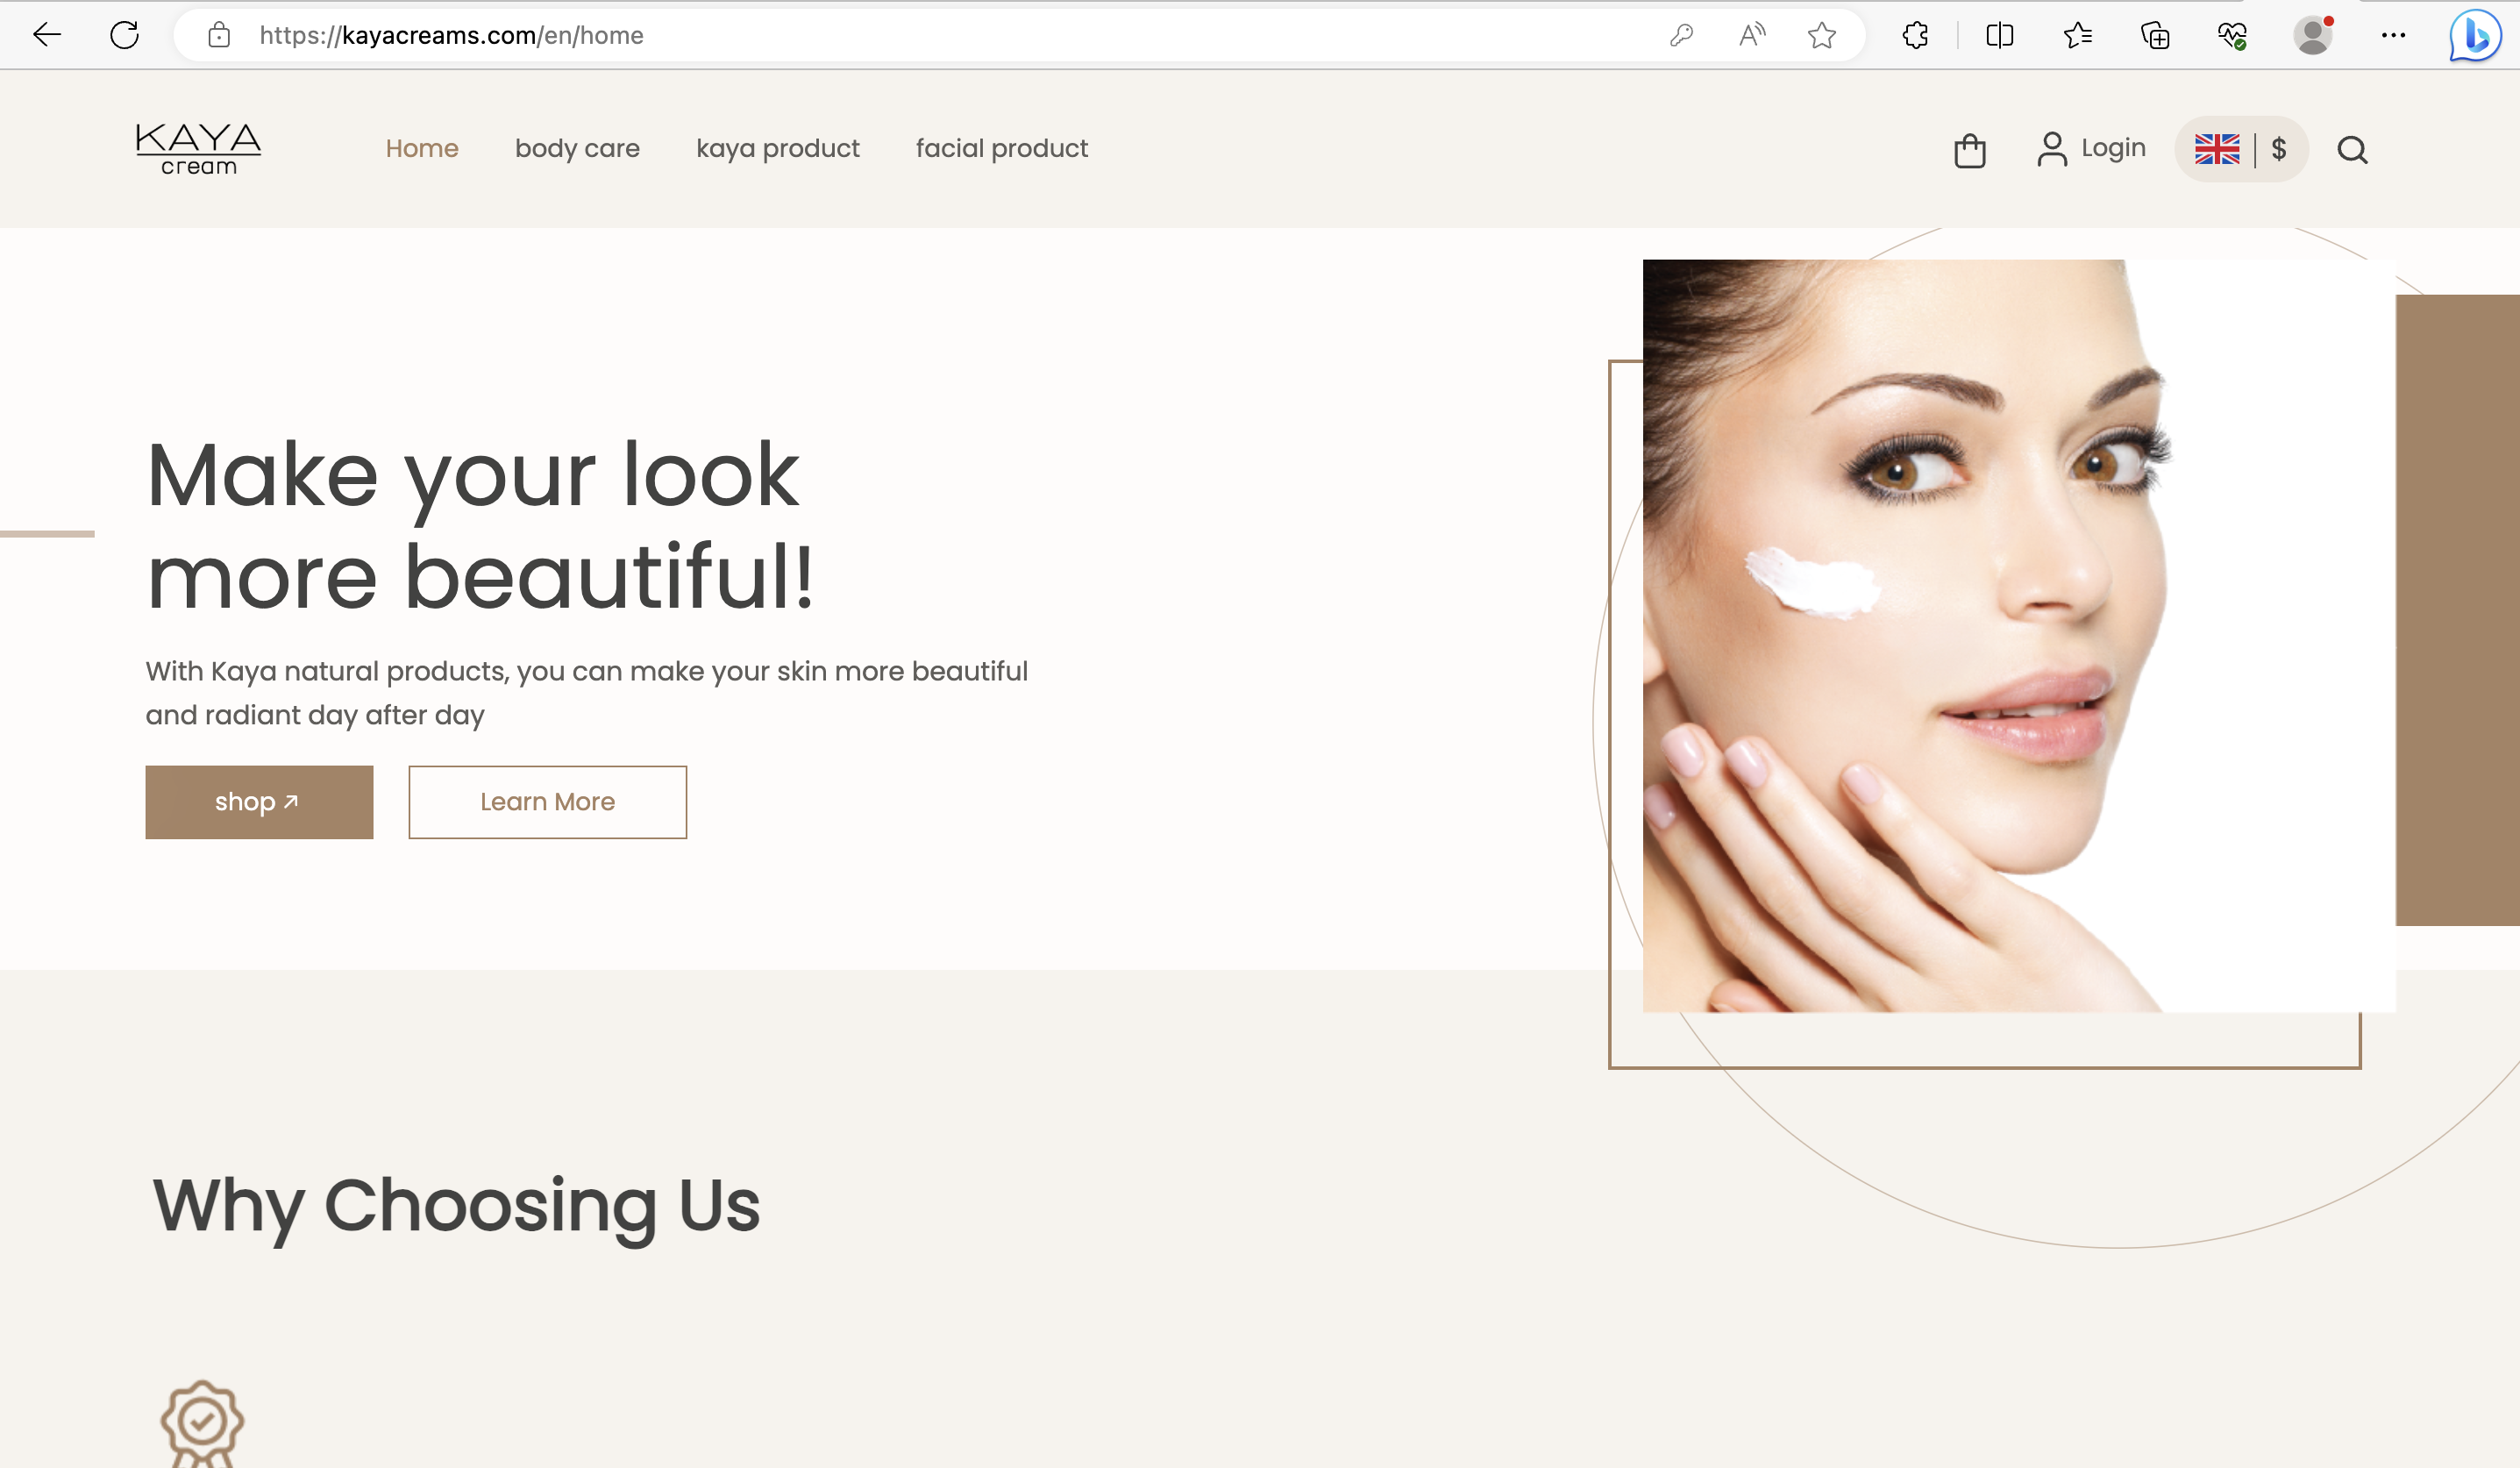 https://kayacreams.com/en/home
KAYA
cream
Home
body care
kaya product
facial product
Login
$
Make your look
more beautiful!
With Kaya natural products, you can make your skin more beautiful
and radiant day after day
shop
Learn More
Why Choosing Us